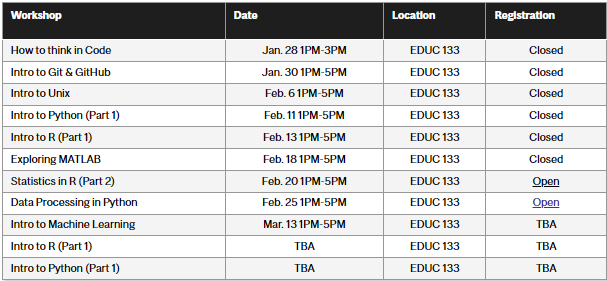 Workshop Date Location Registration
How to think in Code Jan. 28 1PM-3PM EDUC 133 Closed
Intro to Git & GitHub Jan. 30 1PM-5PM EDUC 133 Closed
Intro to Unix Feb. 6 1PM-5PM EDUC 133 Closed
Intro to Python (Part 1) Feb. 11 1PM-5PM EDUC 133 Closed
Intro to R (Part 1) Feb. 13 1PM-5PM EDUC 133 Closed
Exploring MATLAB Feb. 18 1PM-5PM EDUC 133 Closed
Statistics in R (Part 2) Feb. 20 1PM-5PM EDUC 133 Open
Data Processing in Python Feb. 25 1PM-5PM EDUC 133 Open
Intro to Machine Learning Mar. 13 1PM-5PM EDUC 133 TBA
Intro to R (Part 1) TBA EDUC 133 TBA
Intro to Python (Part 1) TBA EDUC 133 TBA